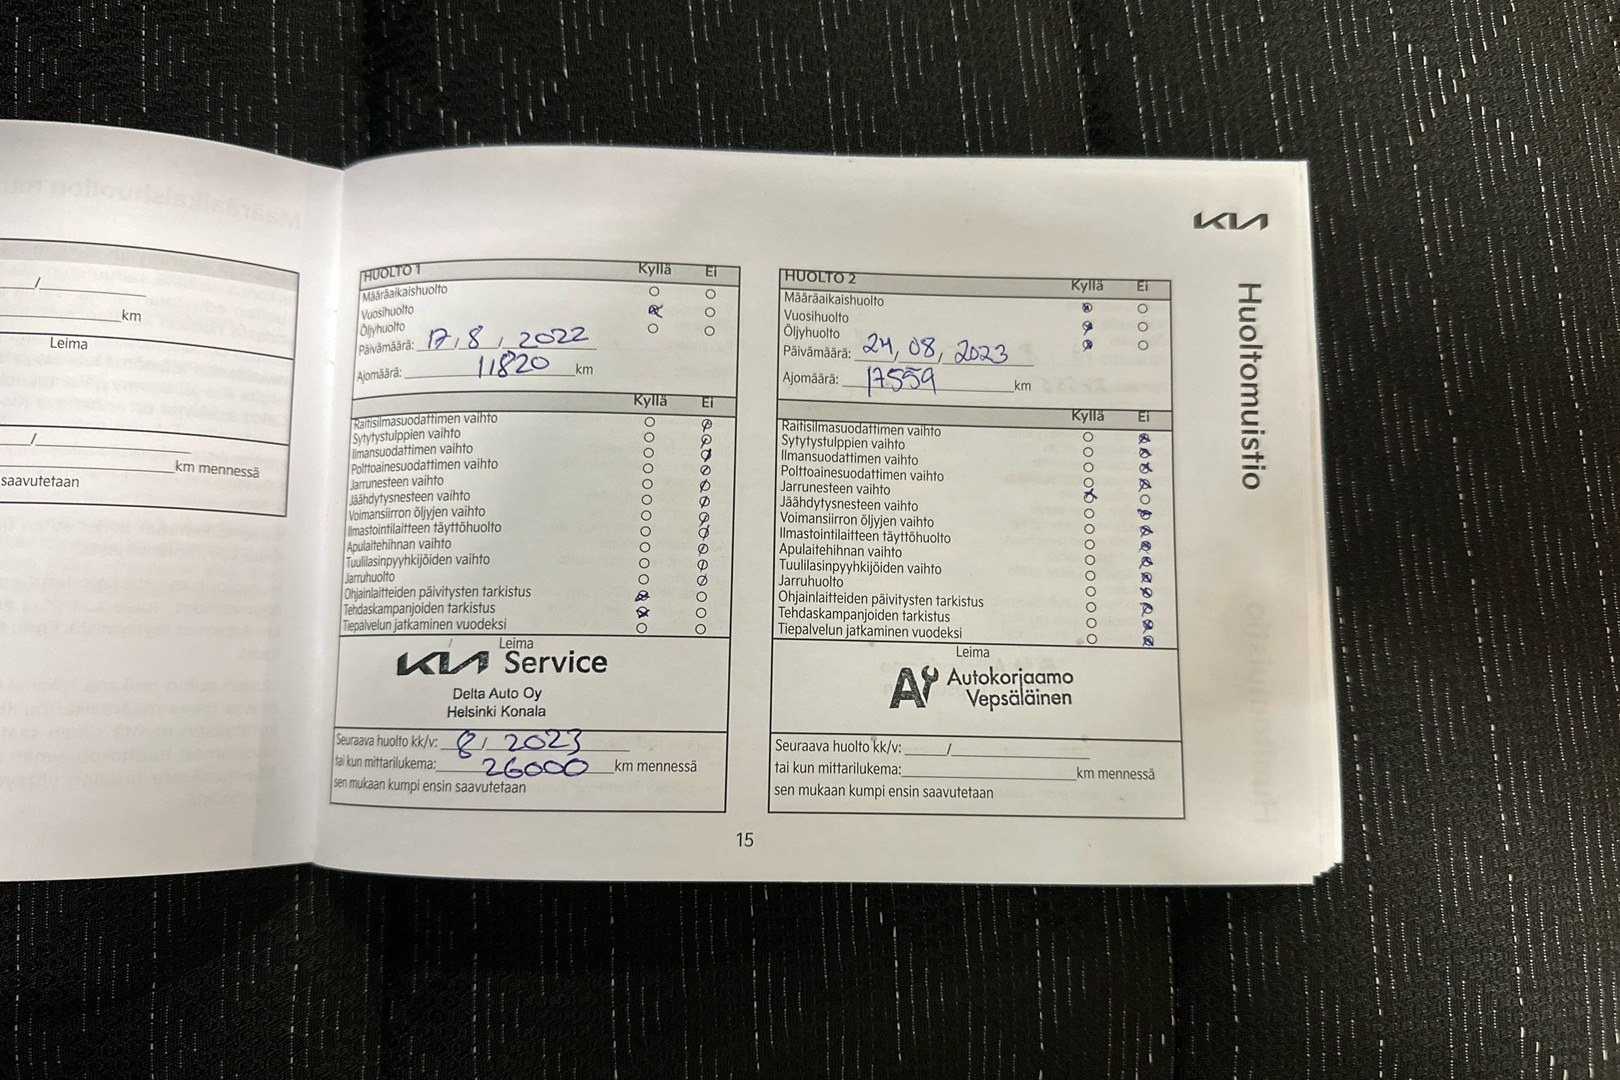 /
km
Leima
/
km mennessä
saavutetaan
KIA
Huoltomuistio
HUOLTO 1 Kyllä Ei
Määräaikaishuolto
Vuosihuolto
Öljyhuolto
Päivämäärä: 17, 8, 2022
Ajomäärä: 11820 km
Kyllä Ei
Raitisilmasuodattimen vaihto
Sytytystulppien vaihto
Ilmansuodattimen vaihto
Polttoainesuodattimen vaihto
Jarrunesteen vaihto
Jäähdytysnesteen vaihto
Voimansiirron öljyjen vaihto
Ilmastointilaitteen täyttöhuolto
Apulaitehihnan vaihto
Tuulilasinpyyhkijöiden vaihto
Jarruhuolto
Ohjainlaitteiden päivitysten tarkistus
Tehdaskampanjoiden tarkistus
Tiepalvelun jatkaminen vuodeksi
Leima
KIA Service
Delta Auto Oy
Helsinki Konala
Seuraava huolto kk/v: 8 / 2023
tai kun mittarilukema: 26000 km mennessä
sen mukaan kumpi ensin saavutetaan
HUOLTO 2 Kyllä Ei
Määräaikaishuolto
Vuosihuolto
Öljyhuolto
Päivämäärä: 24, 08, 2023
Ajomäärä: 17559 km
Kyllä Ei
Raitisilmasuodattimen vaihto
Sytytystulppien vaihto
Ilmansuodattimen vaihto
Polttoainesuodattimen vaihto
Jarrunesteen vaihto
Jäähdytysnesteen vaihto
Voimansiirron öljyjen vaihto
Ilmastointilaitteen täyttöhuolto
Apulaitehihnan vaihto
Tuulilasinpyyhkijöiden vaihto
Jarruhuolto
Ohjainlaitteiden päivitysten tarkistus
Tehdaskampanjoiden tarkistus
Tiepalvelun jatkaminen vuodeksi
Leima
A Autokorjaamo
Vepsäläinen
Seuraava huolto kk/v: /
tai kun mittarilukema: km mennessä
sen mukaan kumpi ensin saavutetaan
15